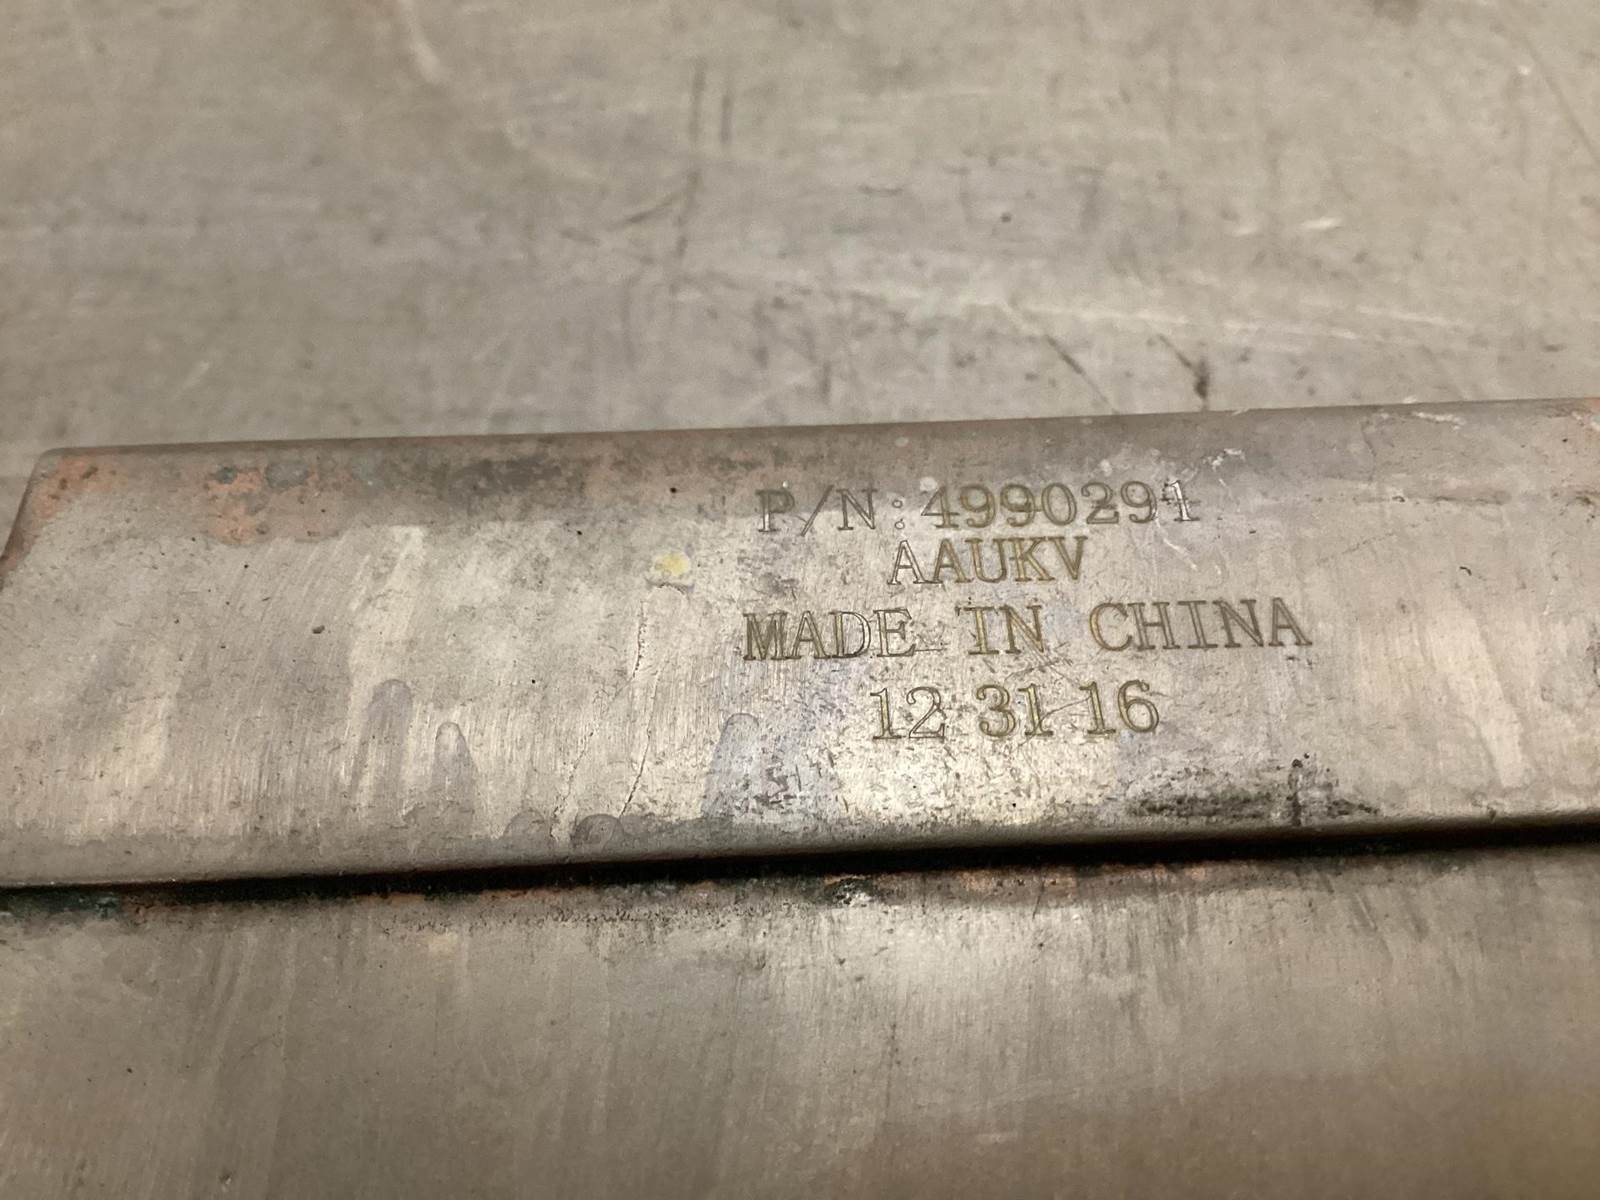 P/N:4990291
AAUKV
MADE IN CHINA
12 31 16